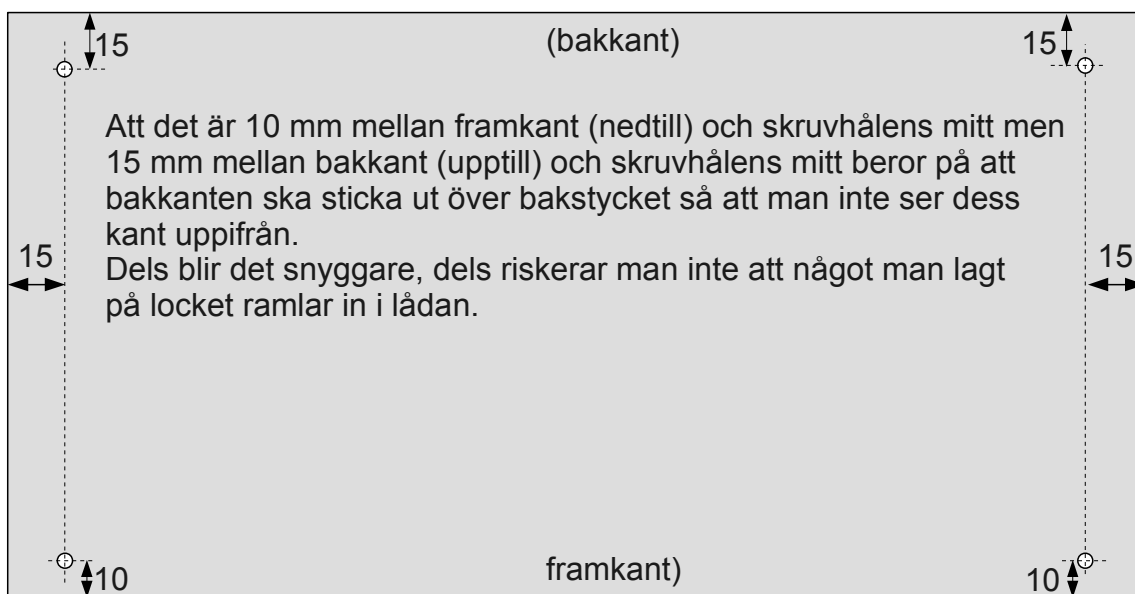 15 (bakkant) 15
Att det är 10 mm mellan framkant (nedtill) och skruvhålens mitt men
15 mm mellan bakkant (upptill) och skruvhålens mitt beror på att
bakkanten ska sticka ut över bakstycket så att man inte ser dess
kant uppifrån.
15
15
Dels blir det snyggare, dels riskerar man inte att något man lagt
på locket ramlar in i lådan.
10 framkant) 10